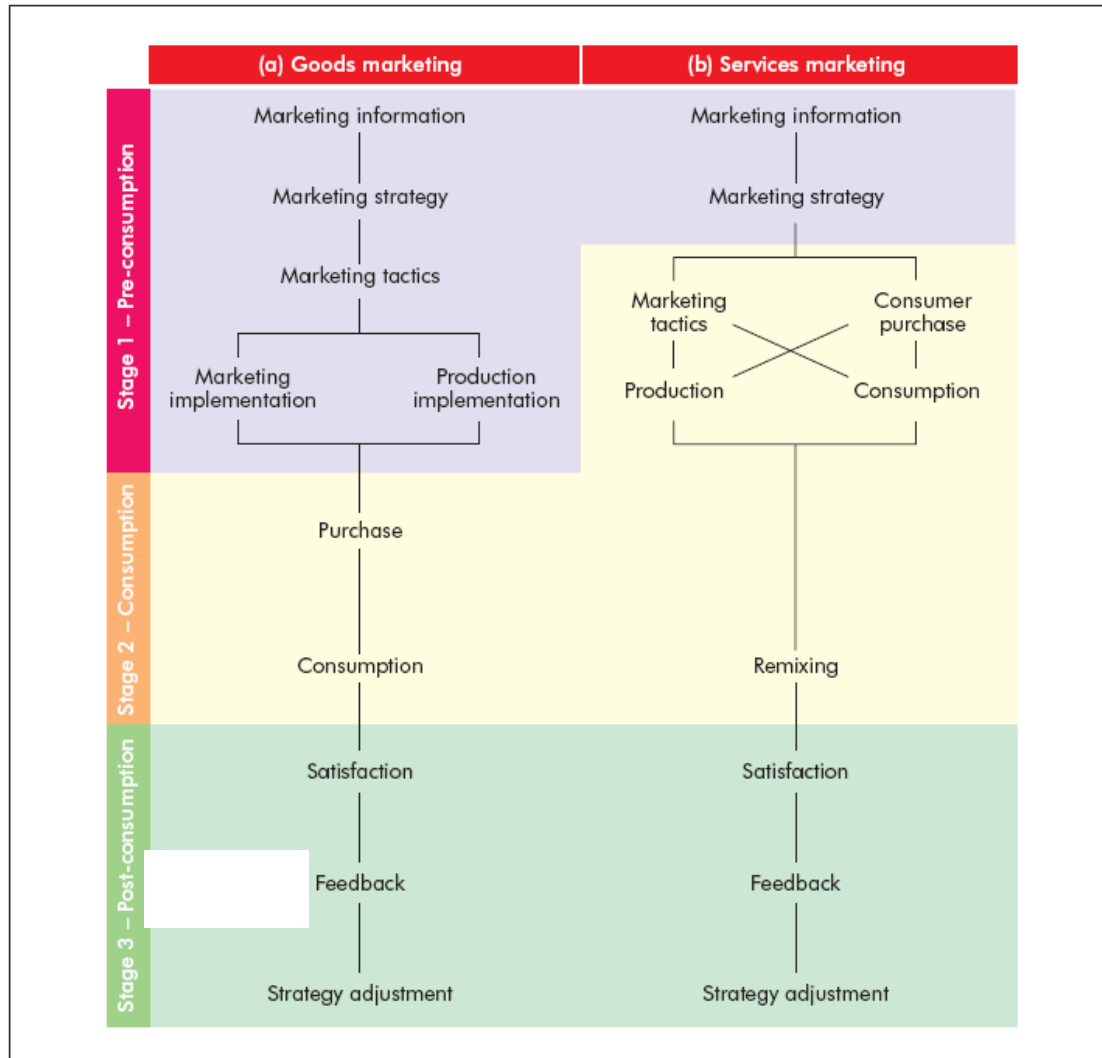 (a) Goods marketing
(b) Services marketing
Stage 1 – Pre-consumption
Marketing information
Marketing strategy
Marketing tactics
Marketing
implementation
Production
implementation
Marketing information
Marketing strategy
Marketing
tactics
Consumer
purchase
Production
Consumption
Stage 2 – Consumption
Purchase
Consumption
Remixing
Stage 3 – Post-consumption
Satisfaction
Feedback
Strategy adjustment
Satisfaction
Feedback
Strategy adjustment